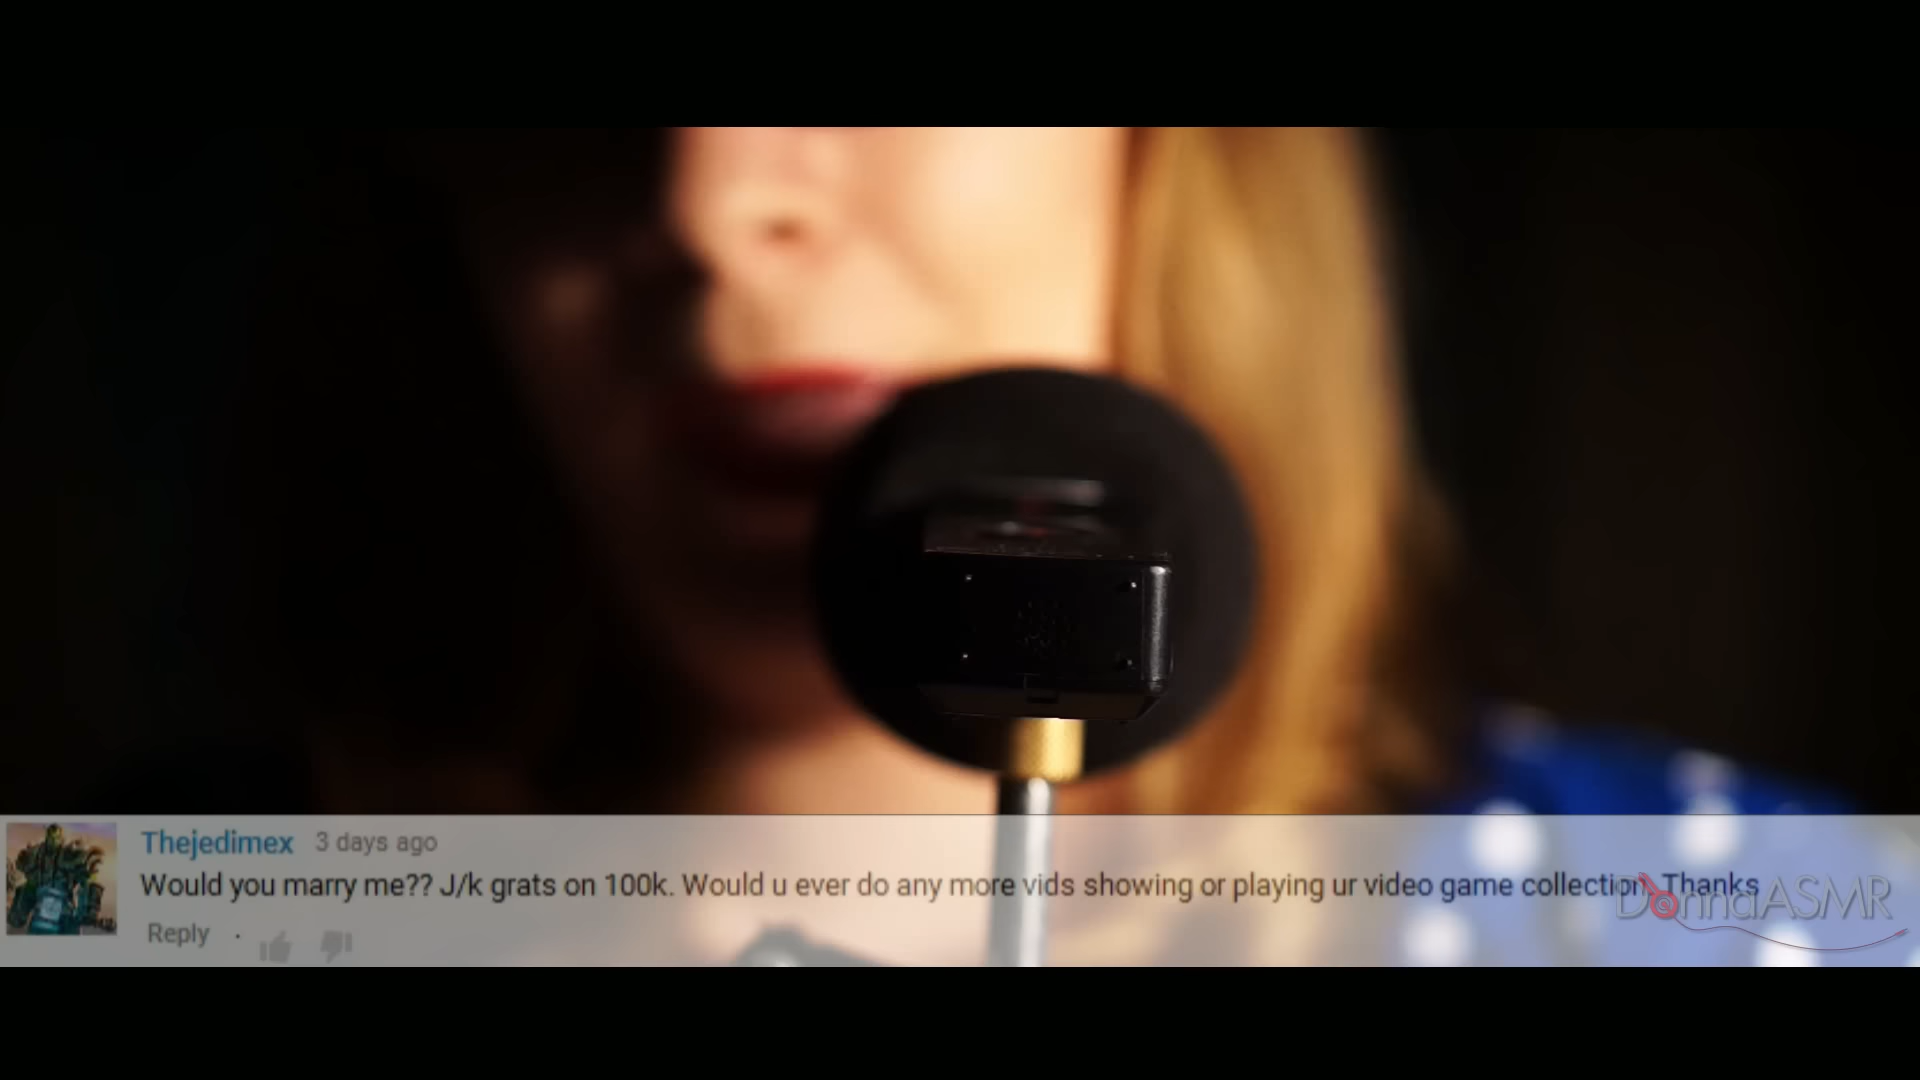 Thejedimex 3 days ago
Would you marry me?? J/k grats on 100k. Would u ever do any more vids showing or playing ur video game collection. Thanks
Reply
DonnaASMR